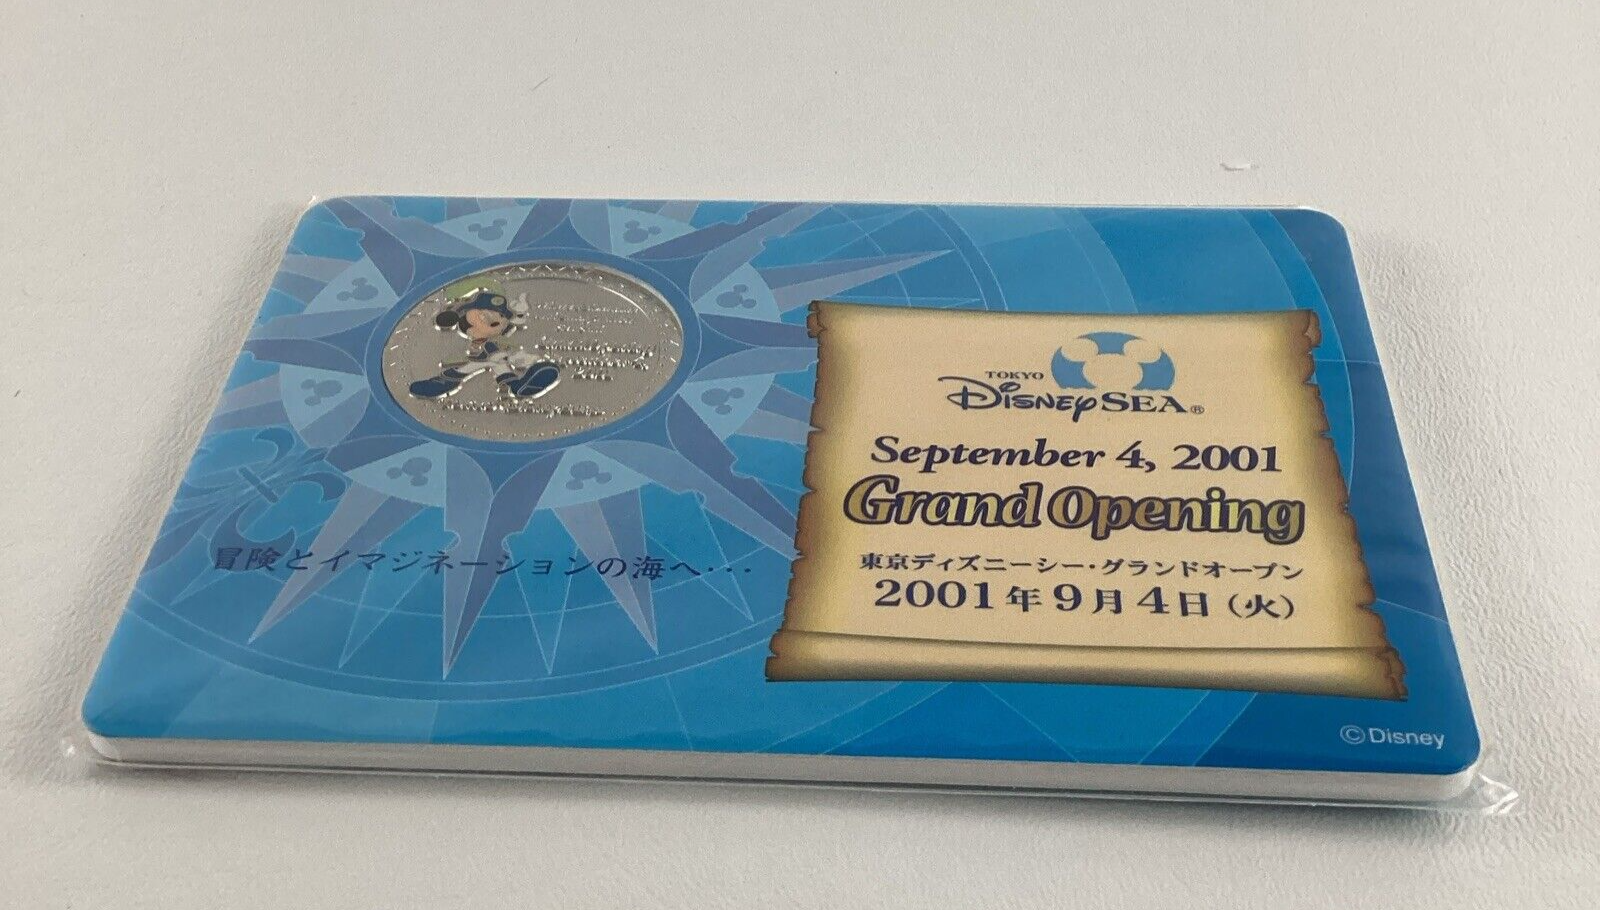 冒険とイマジネーションの海へ・・・
TOKYO
DISNEYSEA®
September 4, 2001
Grand Opening
東京ディズニーシー・グランドオープン
2001年9月4日（火）
©Disney